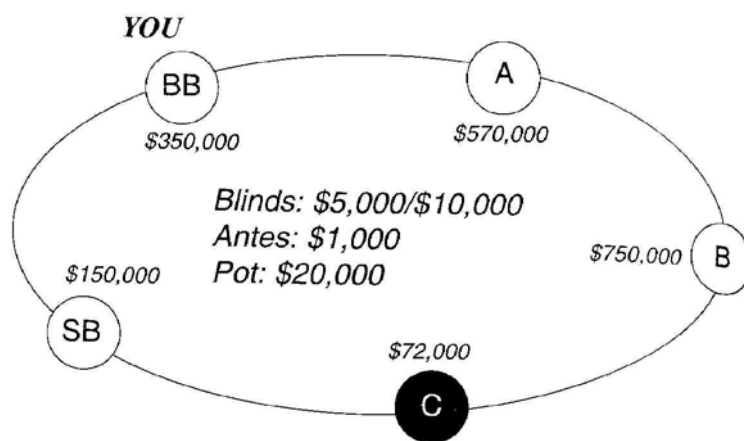 YOU
BB
$350,000
A
$570,000
Blinds: $5,000/$10,000
Antes: $1,000
Pot: $20,000
$750,000
B
$150,000
SB
$72,000
C